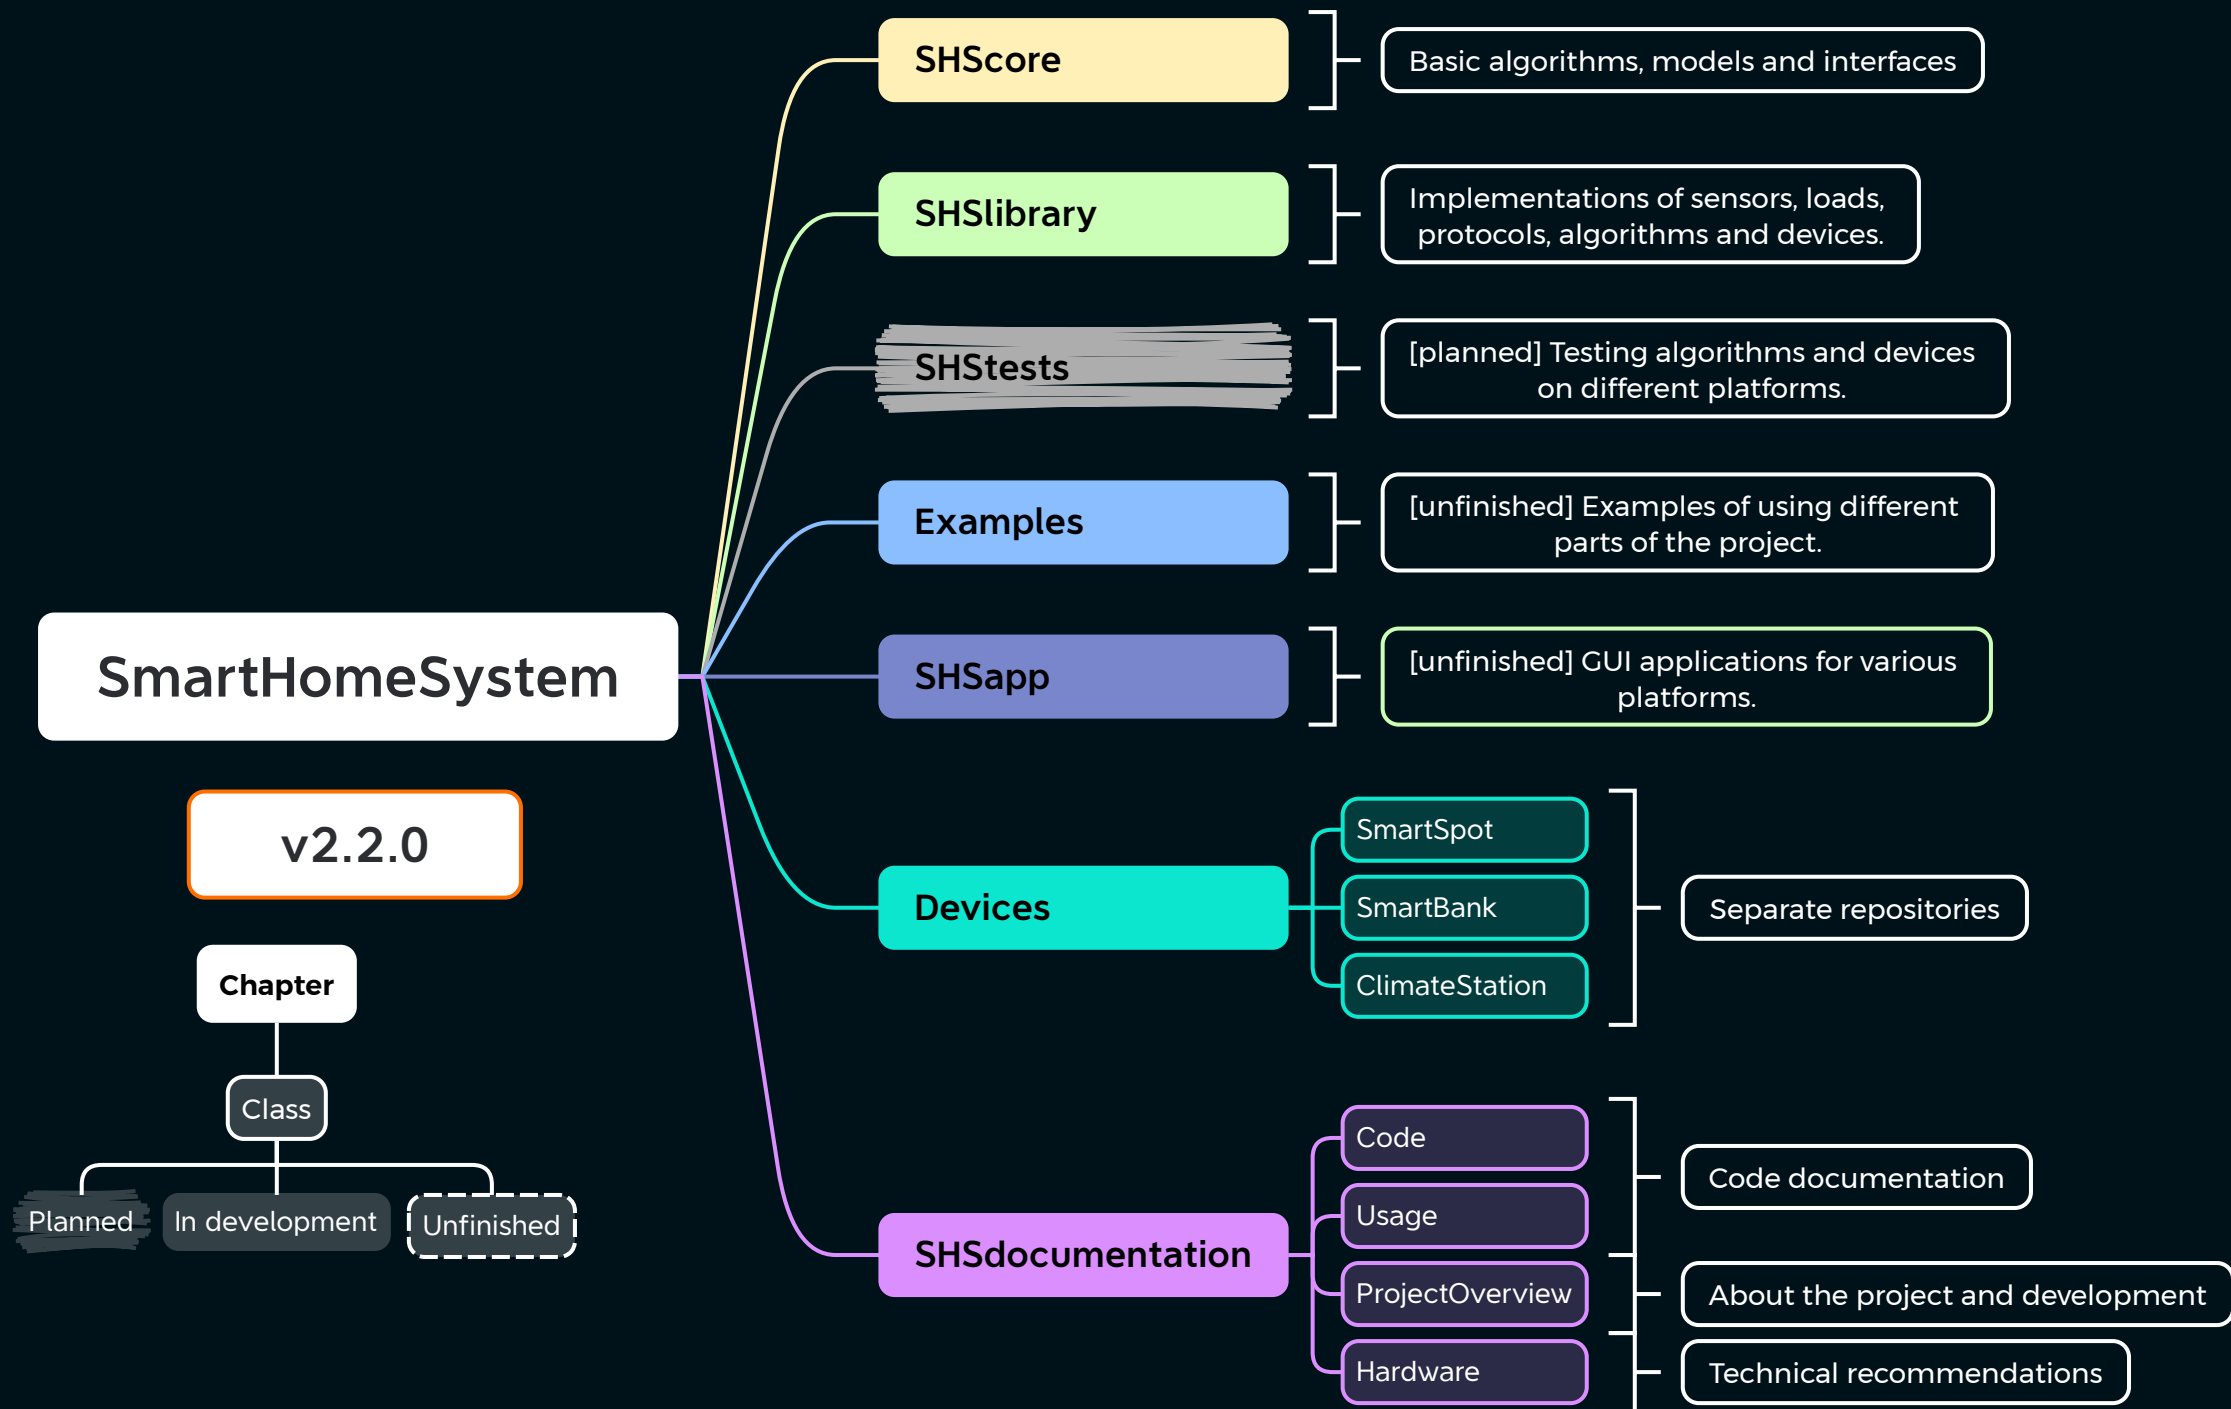 SHScore
Basic algorithms, models and interfaces
SHSlibrary
Implementations of sensors, loads,
protocols, algorithms and devices.
SHStests
[planned] Testing algorithms and devices
on different platforms.
Examples
[unfinished] Examples of using different
parts of the project.
SmartHomeSystem
SHSapp
[unfinished] GUI applications for various
platforms.
v2.2.0
Devices
SmartSpot
SmartBank
ClimateStation
Separate repositories
Chapter
Class
Planned
In development
Unfinished
SHSdocumentation
Code
Usage
Code documentation
ProjectOverview
About the project and development
Hardware
Technical recommendations